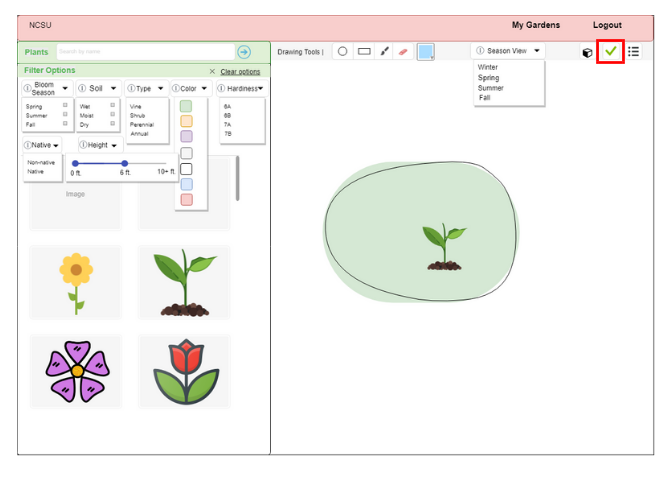 NCSU My Gardens Logout
Plants Search by name Drawing Tools | ⓘ Season View
Filter Options × Clear options
Winter
Spring
Summer
Fall
ⓘ Bloom Season ⓘ Soil ⓘ Type ⓘ Color ⓘ Hardiness
Spring
Summer
Fall
Wet
Moist
Dry
Vine
Shrub
Perennial
Annual
6A
6B
7A
7B
ⓘ Native ⓘ Height
Non-native
Native
0 ft. 6 ft. 10+ ft.
Image